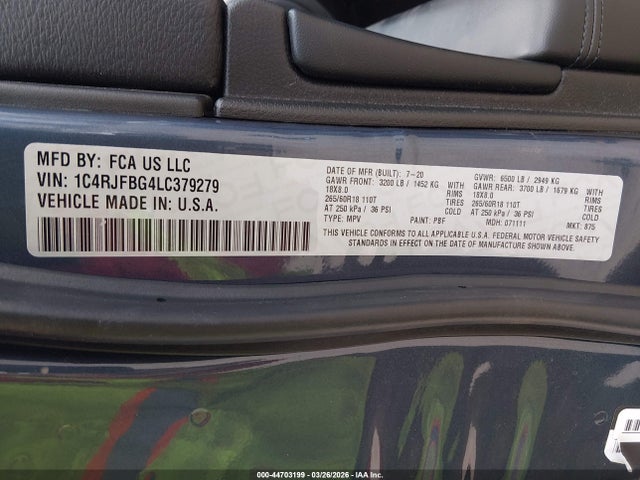 MFD BY: FCA US LLC
VIN: 1C4RJFBG4LC379279
VEHICLE MADE IN: U.S.A.
DATE OF MFR (BUILT): 7-20 GVWR: 6500 LB / 2949 KG
GAWR FRONT: 3200 LB / 1452 KG WITH GAWR REAR: 3700 LB / 1679 KG WITH
18X8.0 RIMS 18X8.0 RIMS
265/60R18 110T TIRES 265/60R18 110T TIRES
AT 250 kPa / 36 PSI COLD AT 250 kPa / 36 PSI COLD
TYPE: MPV PAINT: PBF MDH: 071111 MKT: 875
THIS VEHICLE CONFORMS TO ALL APPLICABLE U.S.A. FEDERAL MOTOR VEHICLE SAFETY
STANDARDS IN EFFECT ON THE DATE OF MANUFACTURE SHOWN ABOVE.
000-44703199 | 03/26/2026 - Copart, IAA